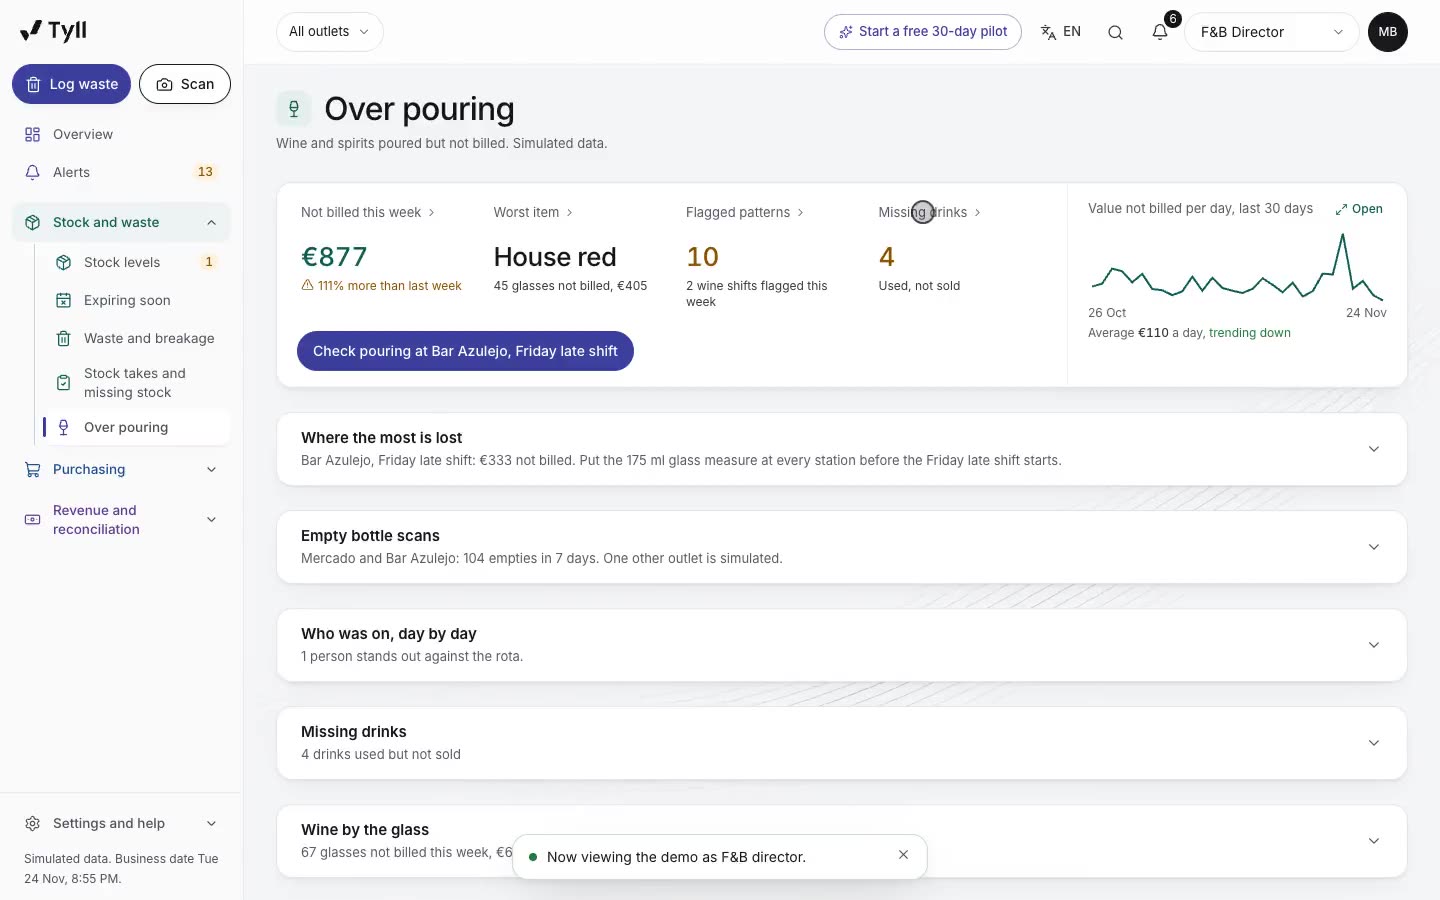 Tyll
All outlets
Start a free 30-day pilot
EN
6
F&B Director
MB
Log waste
Scan
Overview
Alerts
13
Stock and waste
Stock levels
1
Expiring soon
Waste and breakage
Stock takes and
missing stock
Over pouring
Purchasing
Revenue and
reconciliation
Settings and help
Simulated data. Business date Tue
24 Nov, 8:55 PM.
Over pouring
Wine and spirits poured but not billed. Simulated data.
Not billed this week
€877
111% more than last week
Worst item
House red
45 glasses not billed, €405
Flagged patterns
10
2 wine shifts flagged this
week
Missing drinks
4
Used, not sold
Check pouring at Bar Azulejo, Friday late shift
Value not billed per day, last 30 days
Open
26 Oct
24 Nov
Average €110 a day, trending down
Where the most is lost
Bar Azulejo, Friday late shift: €333 not billed. Put the 175 ml glass measure at every station before the Friday late shift starts.
Empty bottle scans
Mercado and Bar Azulejo: 104 empties in 7 days. One other outlet is simulated.
Who was on, day by day
1 person stands out against the rota.
Missing drinks
4 drinks used but not sold
Wine by the glass
67 glasses not billed this week, €6
Now viewing the demo as F&B director.